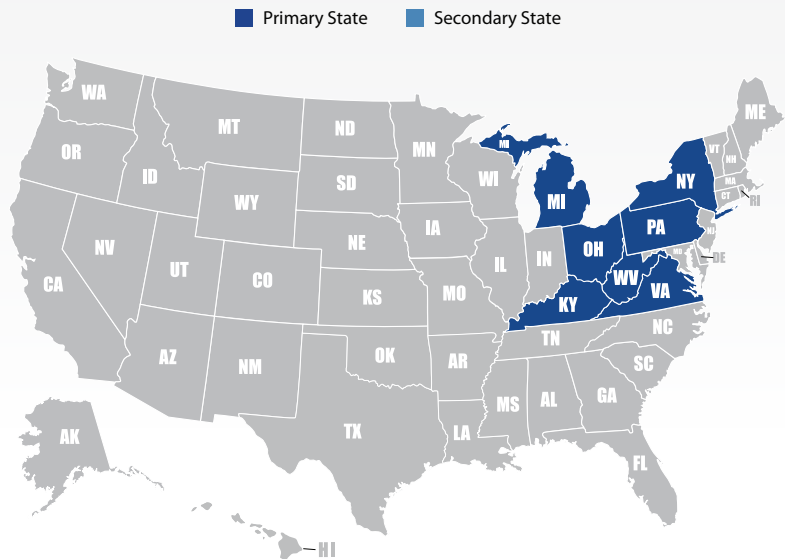 Primary State Secondary State
WA
MT
ND
MN
ME
OR
ID
SD
WI
MI
VT
NH
WY
NY
MA
CT
RI
MI
IA
NE
PA
NJ
NV
UT
CO
IL
IN
OH
MD
DE
CA
KS
MO
WV
VA
KY
NC
AZ
NM
OK
AR
TN
SC
MS
AL
GA
TX
LA
AK
FL
HI